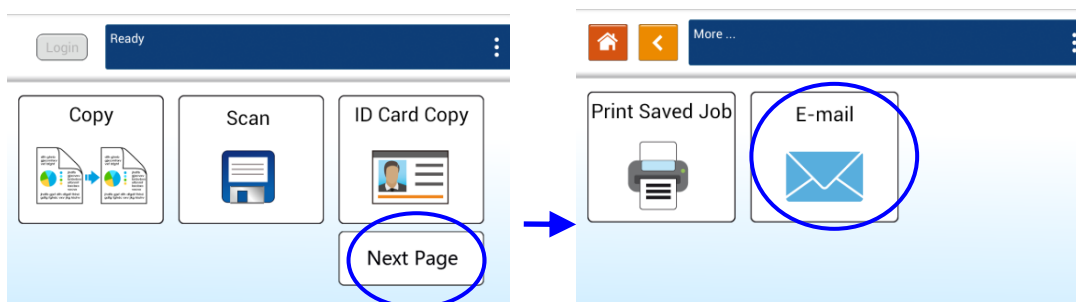 Login
Ready
Copy
Scan
ID Card Copy
Next Page
More ...
Print Saved Job
E-mail